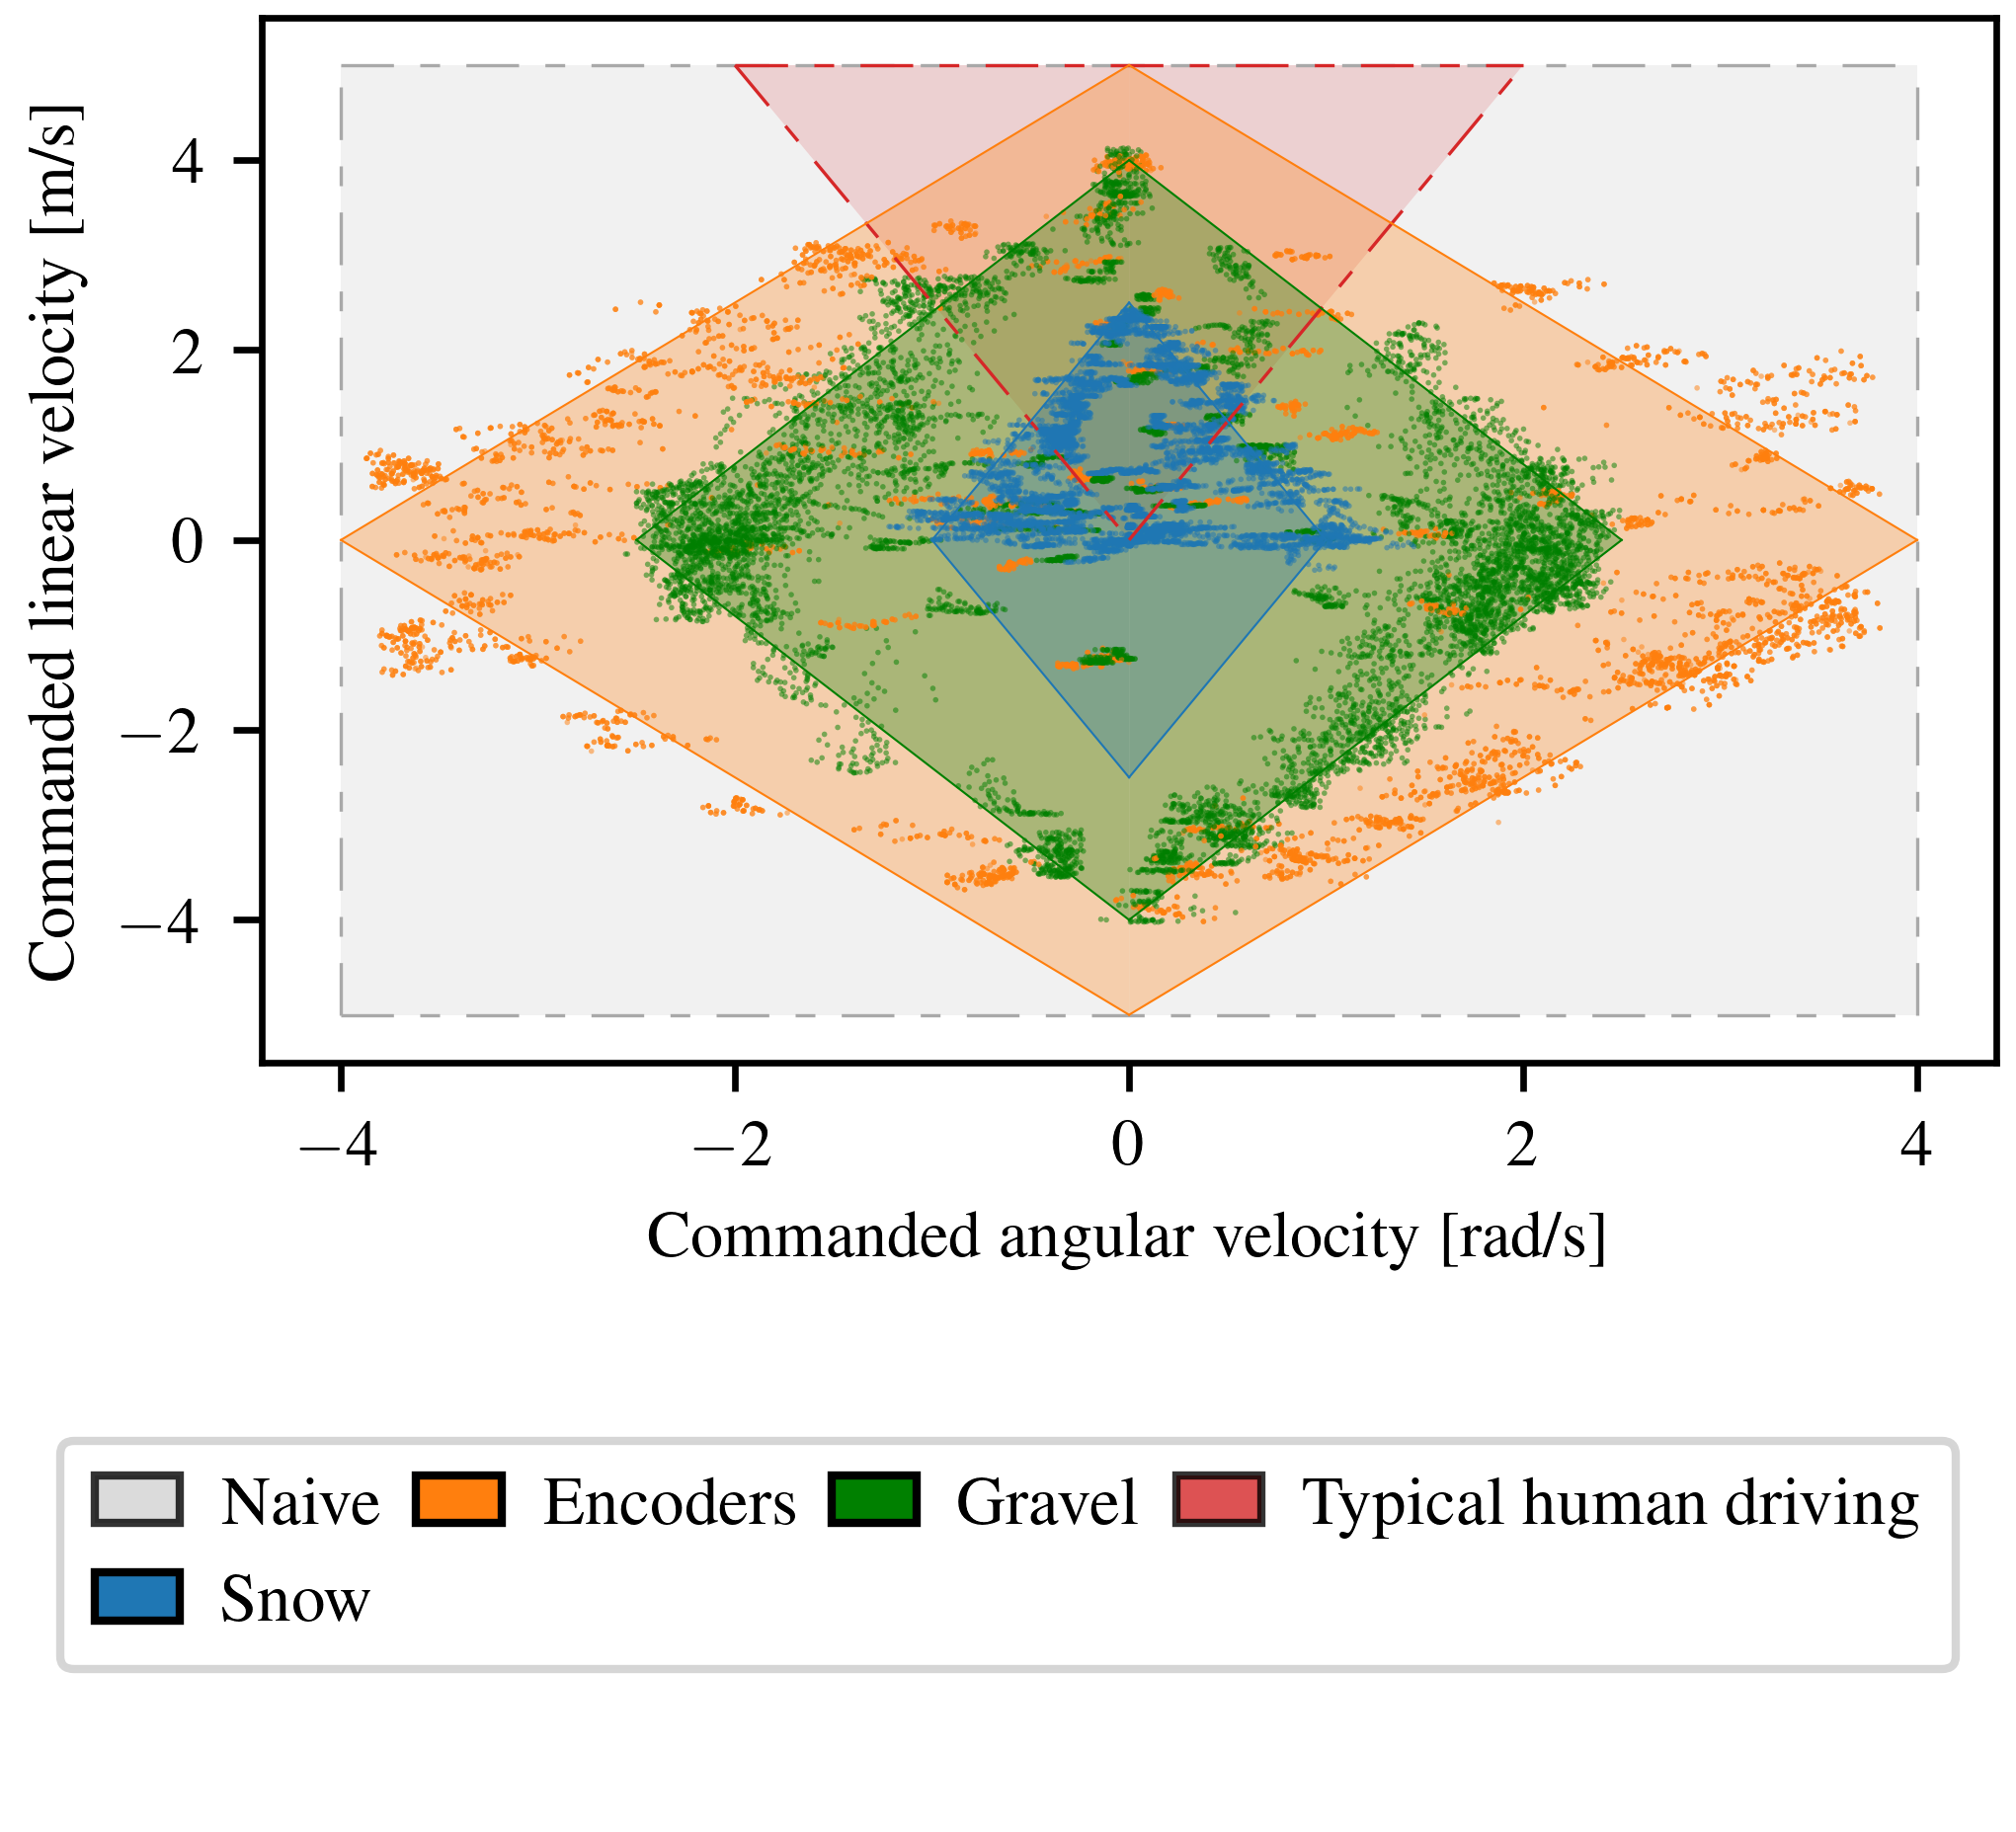 Commanded linear velocity [m/s]
4
2
0
−2
−4
−4 −2 0 2 4
Commanded angular velocity [rad/s]
Naive Encoders Gravel Typical human driving
Snow